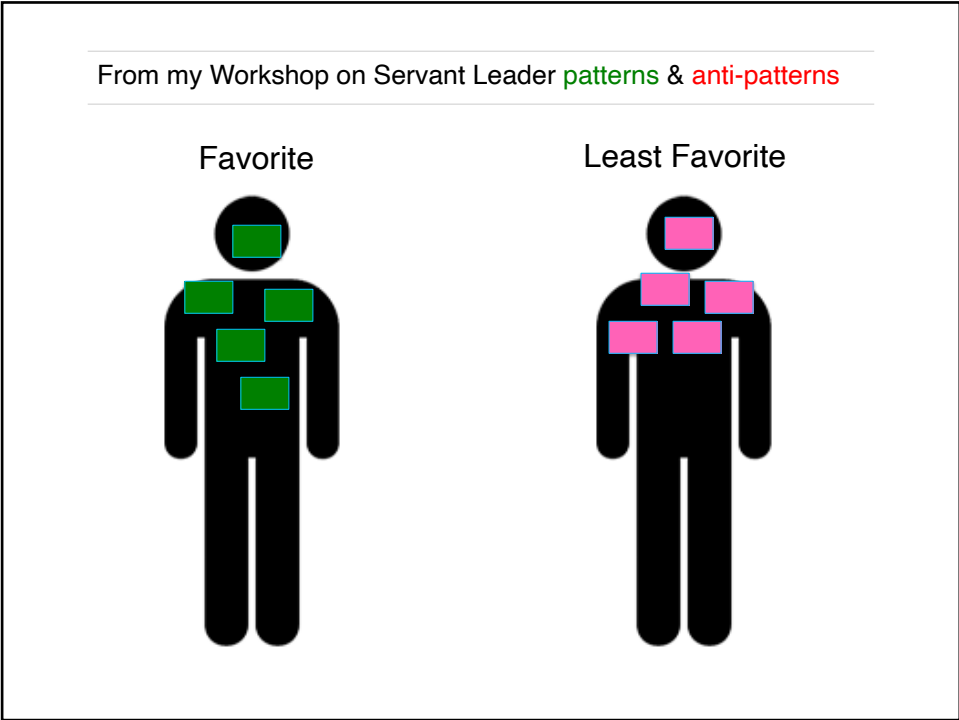 From my Workshop on Servant Leader patterns & anti-patterns
Favorite
Least Favorite